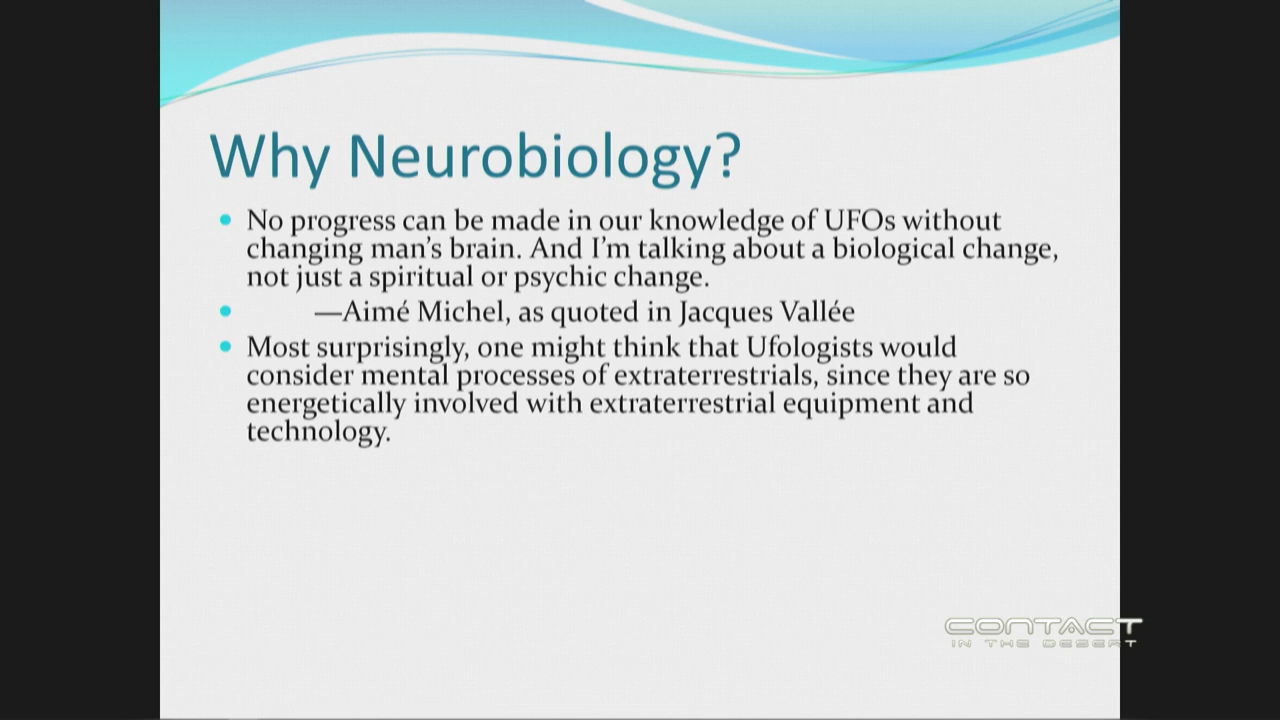 Why Neurobiology?
• No progress can be made in our knowledge of UFOs without
changing man's brain. And I'm talking about a biological change,
not just a spiritual or psychic change.
• —Aimé Michel, as quoted in Jacques Vallée
• Most surprisingly, one might think that Ufologists would
consider mental processes of extraterrestrials, since they are so
energetically involved with extraterrestrial equipment and
technology.
CONTACT
IN THE DESERT